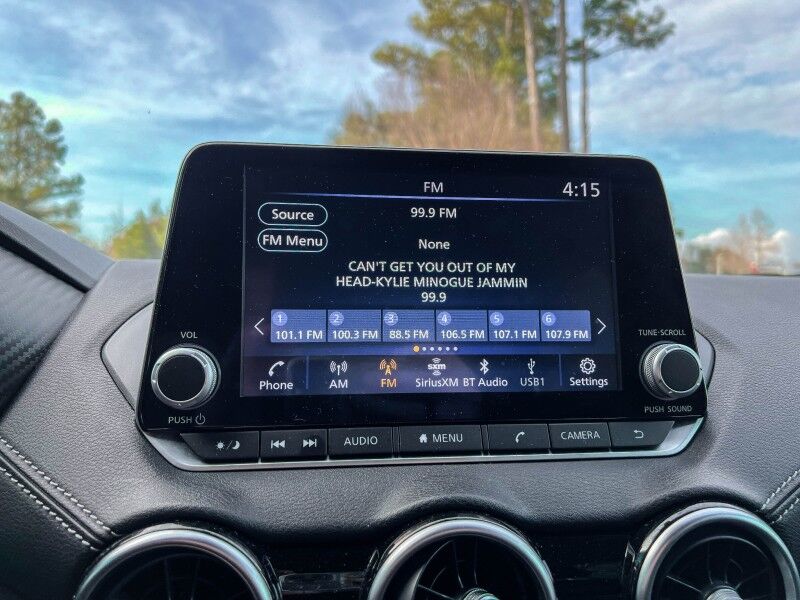 FM 4:15
Source 99.9 FM
FM Menu None
CAN'T GET YOU OUT OF MY
HEAD-KYLIE MINOGUE JAMMIN
99.9
1 2 3 4 5 6
101.1 FM 100.3 FM 88.5 FM 106.5 FM 107.1 FM 107.9 FM
sxm
Phone AM FM SiriusXM BT Audio USB1 Settings
VOL
PUSH
TUNE·SCROLL
PUSH SOUND
AUDIO MENU CAMERA